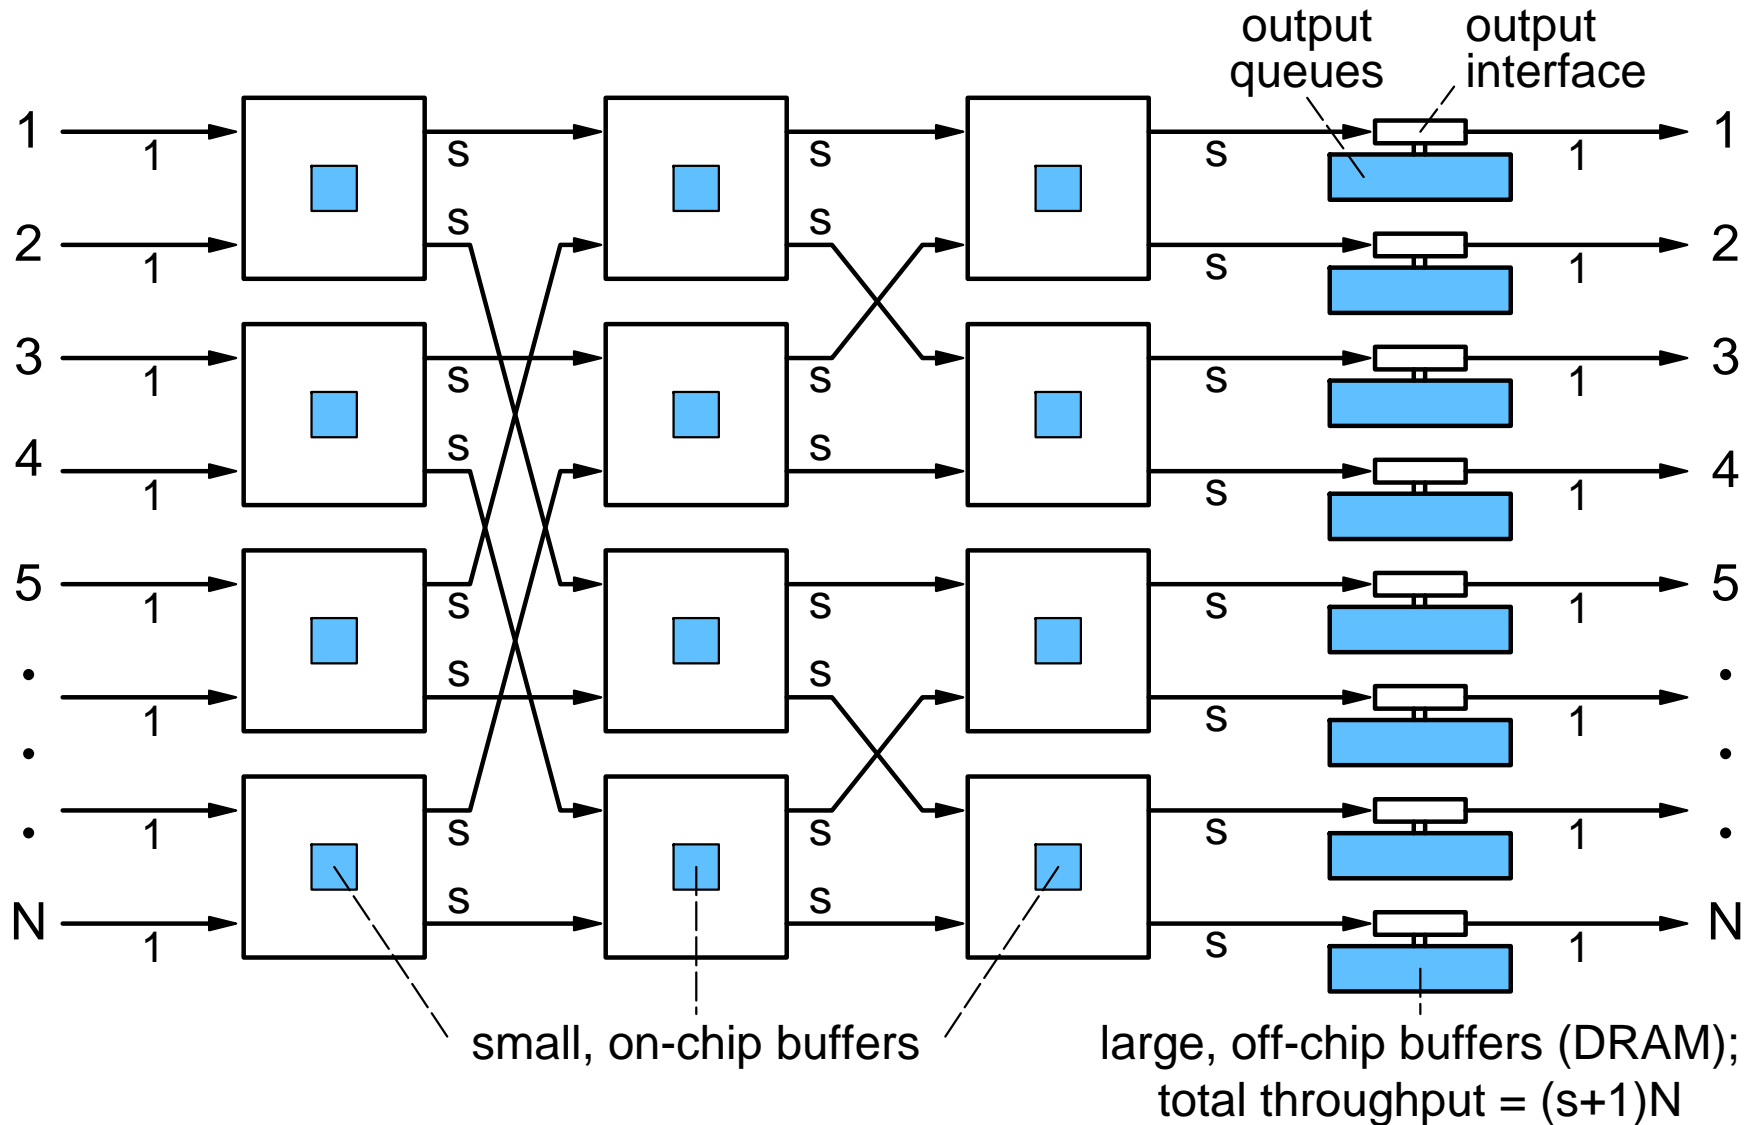 output
queues
output
interface
1
1
s
s
s
1
1
2
1
s
s
s
1
2
3
1
s
s
s
1
3
4
1
s
s
s
1
4
5
1
s
s
s
1
5
1
s
s
s
1
1
s
s
s
1
N
1
s
s
s
1
N
small, on-chip buffers
large, off-chip buffers (DRAM);
total throughput = (s+1)N